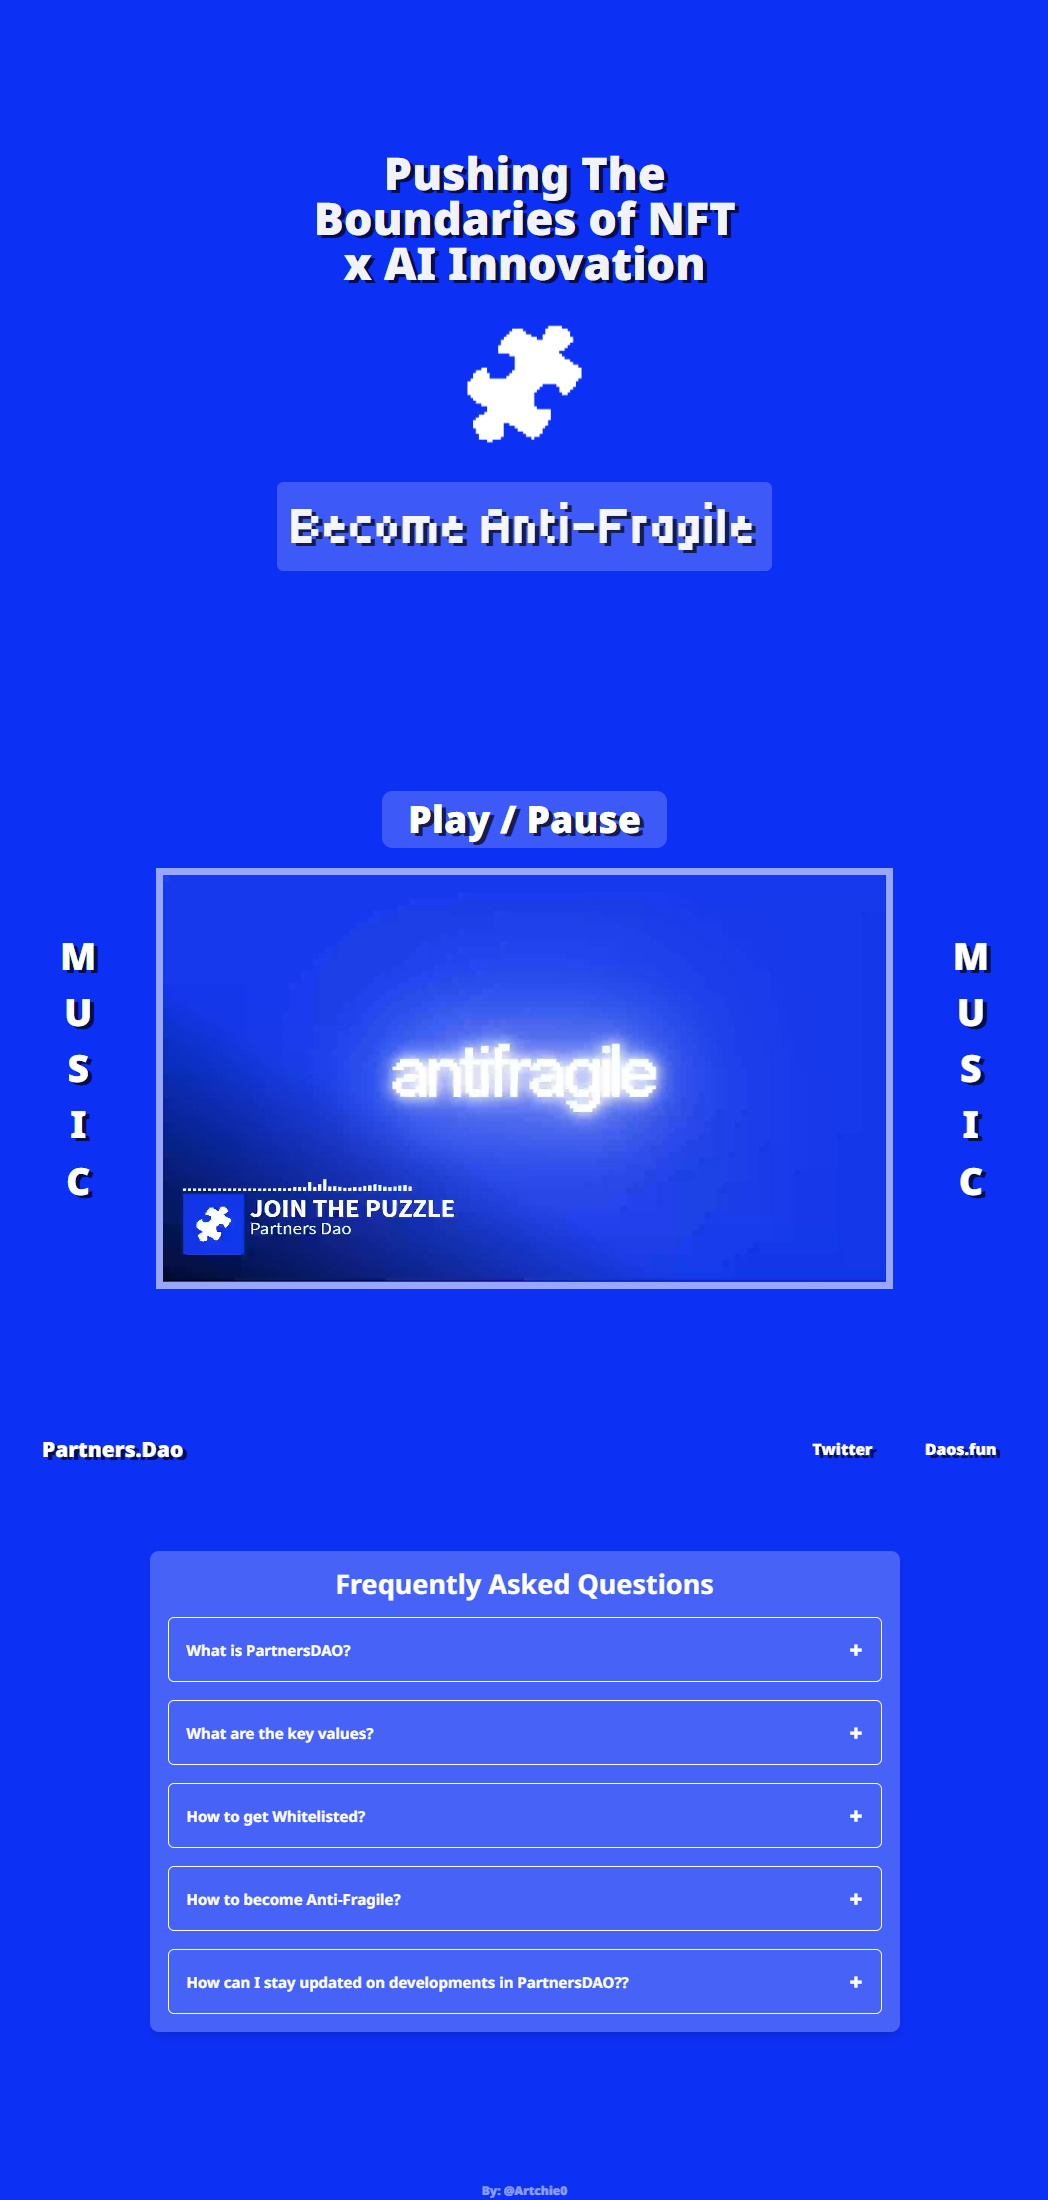 Pushing The
Boundaries of NFT
x AI Innovation
Become Anti-Fragile
Play / Pause
M
U
S
I
C
antifragile
JOIN THE PUZZLE
Partners Dao
M
U
S
I
C
Partners.Dao
Twitter
Daos.fun
Frequently Asked Questions
What is PartnersDAO?
+
What are the key values?
+
How to get Whitelisted?
+
How to become Anti-Fragile?
+
How can I stay updated on developments in PartnersDAO??
+
By: @Artchie0